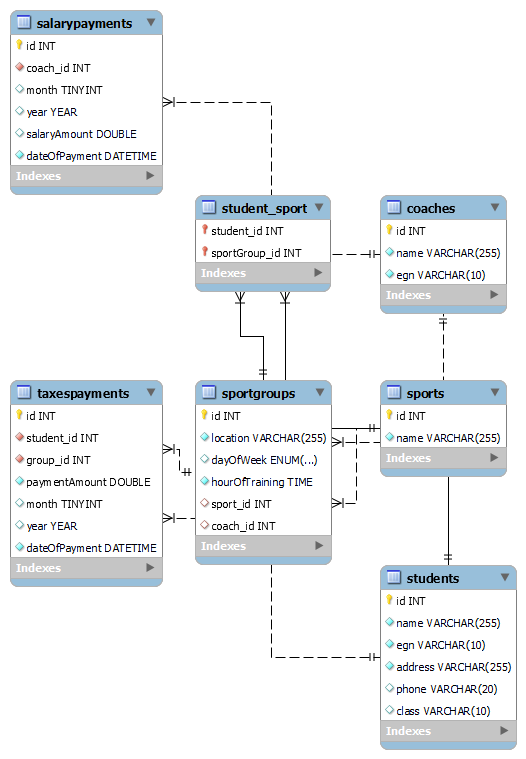 salarypayments
id INT
coach_id INT
month TINYINT
year YEAR
salaryAmount DOUBLE
dateOfPayment DATETIME
Indexes
student_sport
student_id INT
sportGroup_id INT
Indexes
coaches
id INT
name VARCHAR(255)
egn VARCHAR(10)
Indexes
taxespayments
id INT
student_id INT
group_id INT
paymentAmount DOUBLE
month TINYINT
year YEAR
dateOfPayment DATETIME
Indexes
sportgroups
id INT
location VARCHAR(255)
dayOfWeek ENUM(...)
hourOfTraining TIME
sport_id INT
coach_id INT
Indexes
sports
id INT
name VARCHAR(255)
Indexes
students
id INT
name VARCHAR(255)
egn VARCHAR(10)
address VARCHAR(255)
phone VARCHAR(20)
class VARCHAR(10)
Indexes